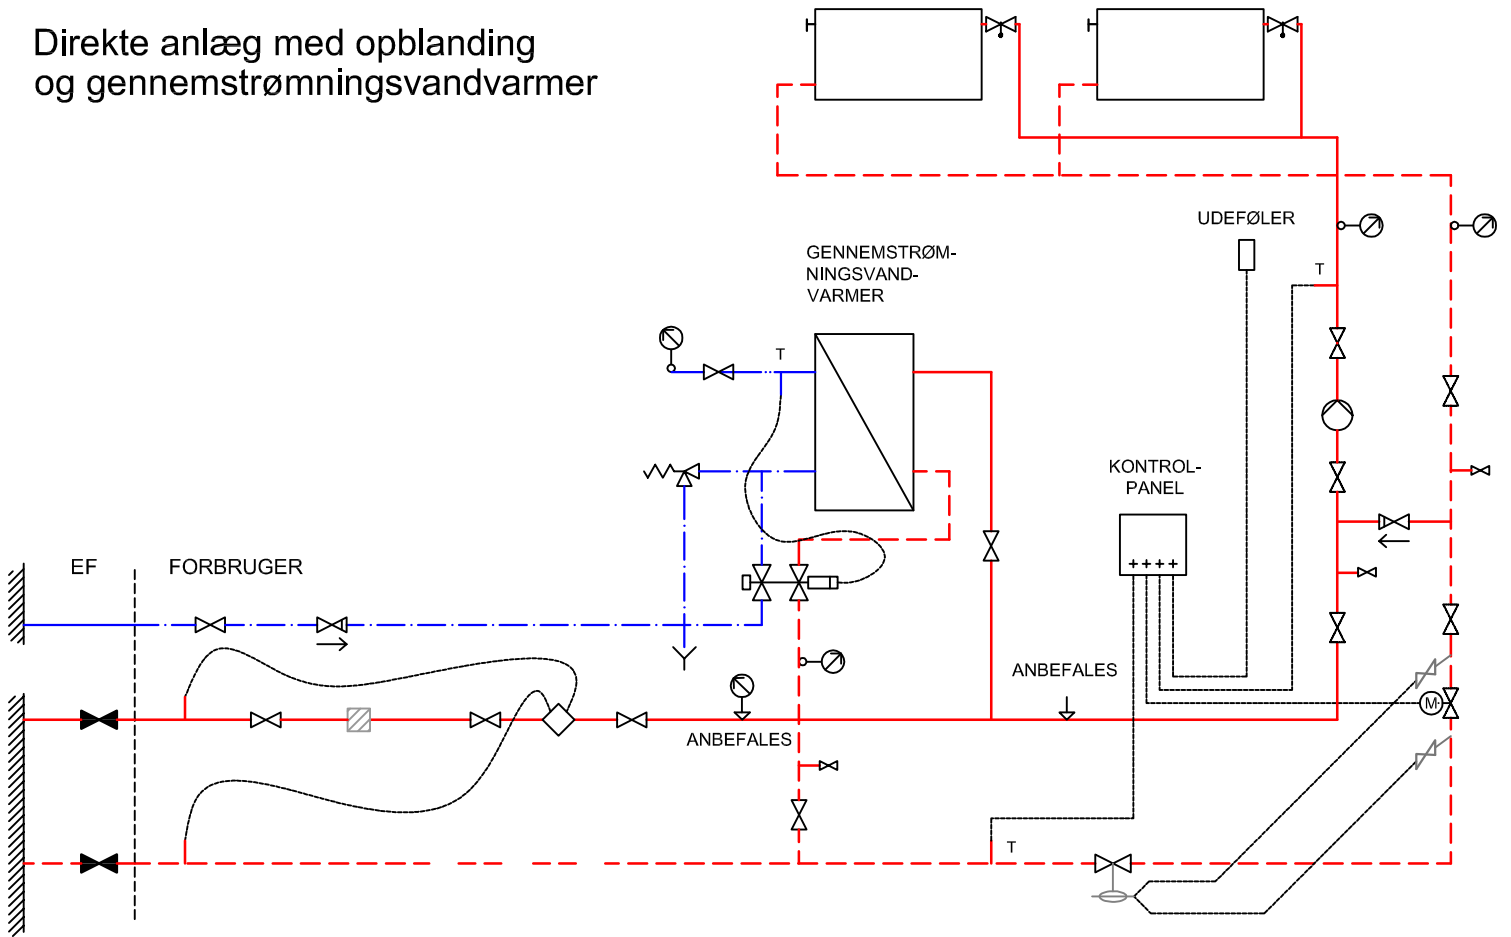 Direkte anlæg med opblanding
og gennemstrømningsvandvarmer
UDEFØLER
GENNEMSTRØM-
NINGSVAND-
VARMER
T
T
KONTROL-
PANEL
EF
FORBRUGER
ANBEFALES
ANBEFALES
M
T